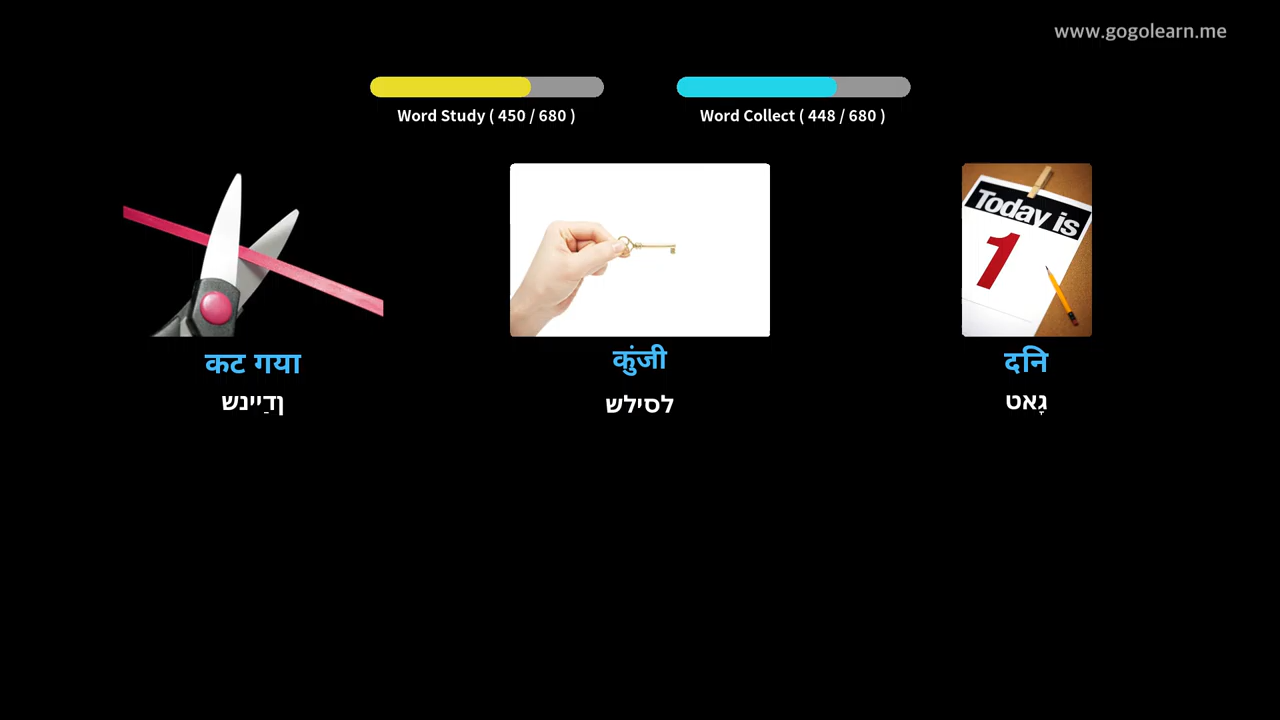 www.gogolearn.me
Word Study ( 450 / 680 )
Word Collect ( 448 / 680 )
Today is
1
कट गया
ןדַיינש
कुंजी
לסילש
दनि
גָאט